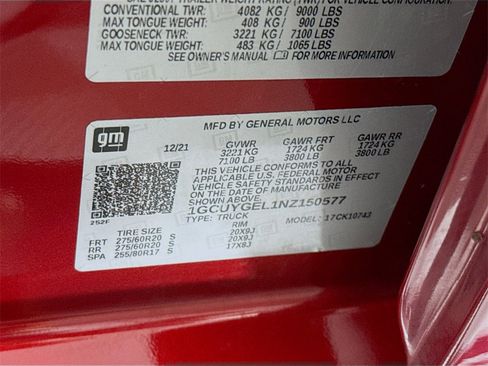 CONVENTIONAL TWR: 4082 KG / 9000 LBS
MAX TONGUE WEIGHT: 408 KG / 900 LBS
GOOSENECK TWR: 3221 KG / 7100 LBS
MAX TONGUE WEIGHT: 483 KG / 1065 LBS
SEE OWNER'S MANUAL FOR MORE INFORMATION
gm
MFD BY GENERAL MOTORS LLC
12/21 GVWR GAWR FRT GAWR RR
3221 KG 1724 KG 1724 KG
7100 LB 3800 LB 3800 LB
THIS VEHICLE CONFORMS TO ALL
APPLICABLE U.S. FEDERAL MOTOR
VEHICLE SAFETY STANDARDS IN
EFFECT ON THE DATE OF MANUFACTURE
SHOWN ABOVE.
1GCUYGEL1NZ150577
252F TYPE: TRUCK MODEL: 17CK10743
TIRE SIZE RIM
FRT 275/60R20 S 20X9J
RR 275/60R20 S 20X9J
SPA 255/80R17 S 17X8J